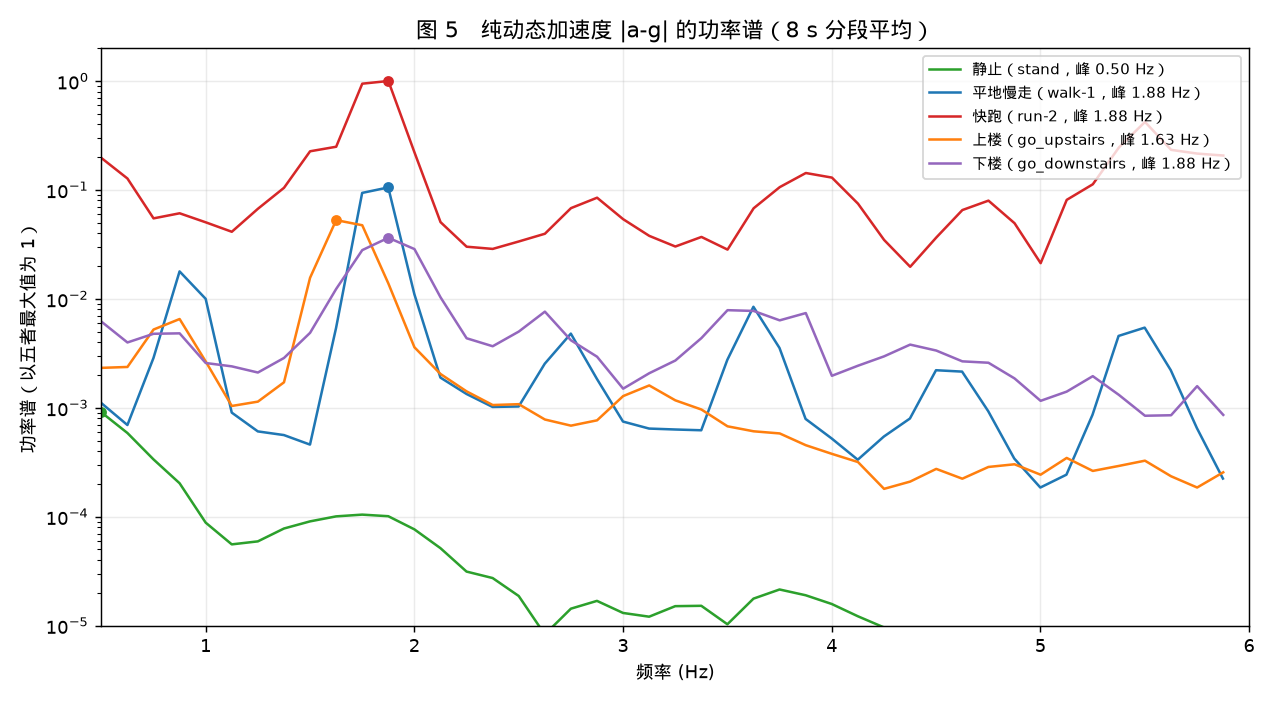 图 5　纯动态加速度 |a-g| 的功率谱（8 s 分段平均）
功率谱（以五者最大值为 1）
10⁰
10⁻¹
10⁻²
10⁻³
10⁻⁴
10⁻⁵
静止（stand，峰 0.50 Hz）
平地慢走（walk-1，峰 1.88 Hz）
快跑（run-2，峰 1.88 Hz）
上楼（go_upstairs，峰 1.63 Hz）
下楼（go_downstairs，峰 1.88 Hz）
1 2 3 4 5 6
频率 (Hz)